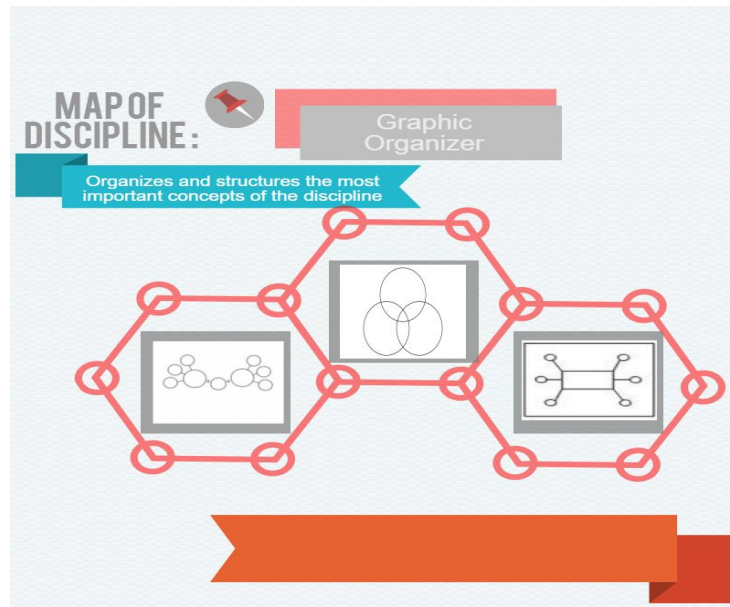 MAP OF
DISCIPLINE :
Graphic
Organizer
Organizes and structures the most
important concepts of the discipline